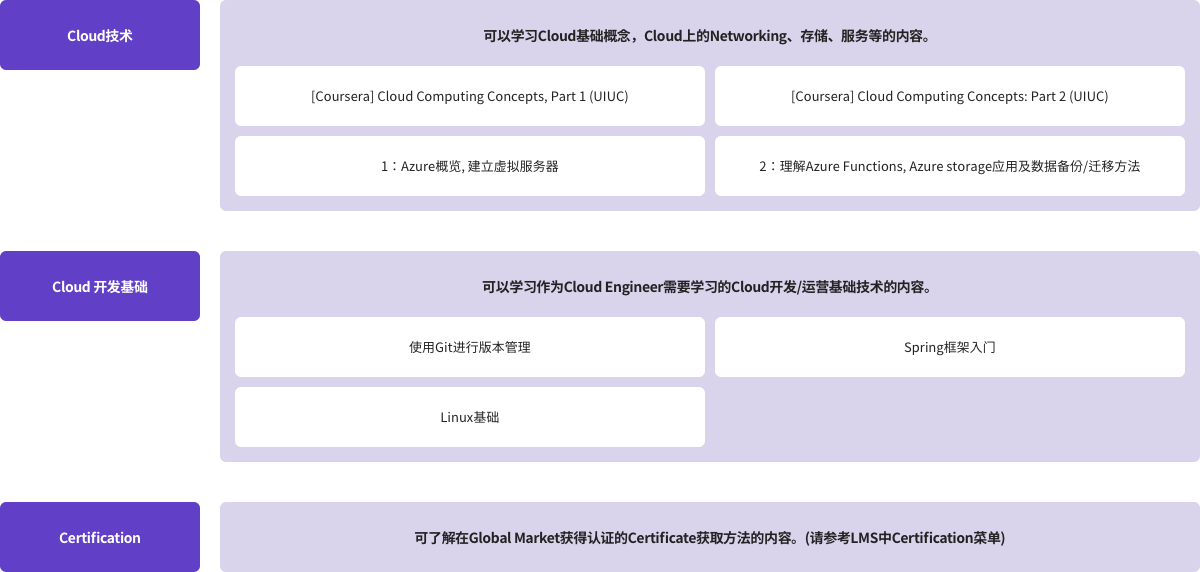 Cloud技术
可以学习Cloud基础概念，Cloud上的Networking、存储、服务等的内容。
[Coursera] Cloud Computing Concepts, Part 1 (UIUC)
[Coursera] Cloud Computing Concepts: Part 2 (UIUC)
1：Azure概览, 建立虚拟服务器
2：理解Azure Functions, Azure storage应用及数据备份/迁移方法
Cloud 开发基础
可以学习作为Cloud Engineer需要学习的Cloud开发/运营基础技术的内容。
使用Git进行版本管理
Spring框架入门
Linux基础
Certification
可了解在Global Market获得认证的Certificate获取方法的内容。(请参考LMS中Certification菜单)